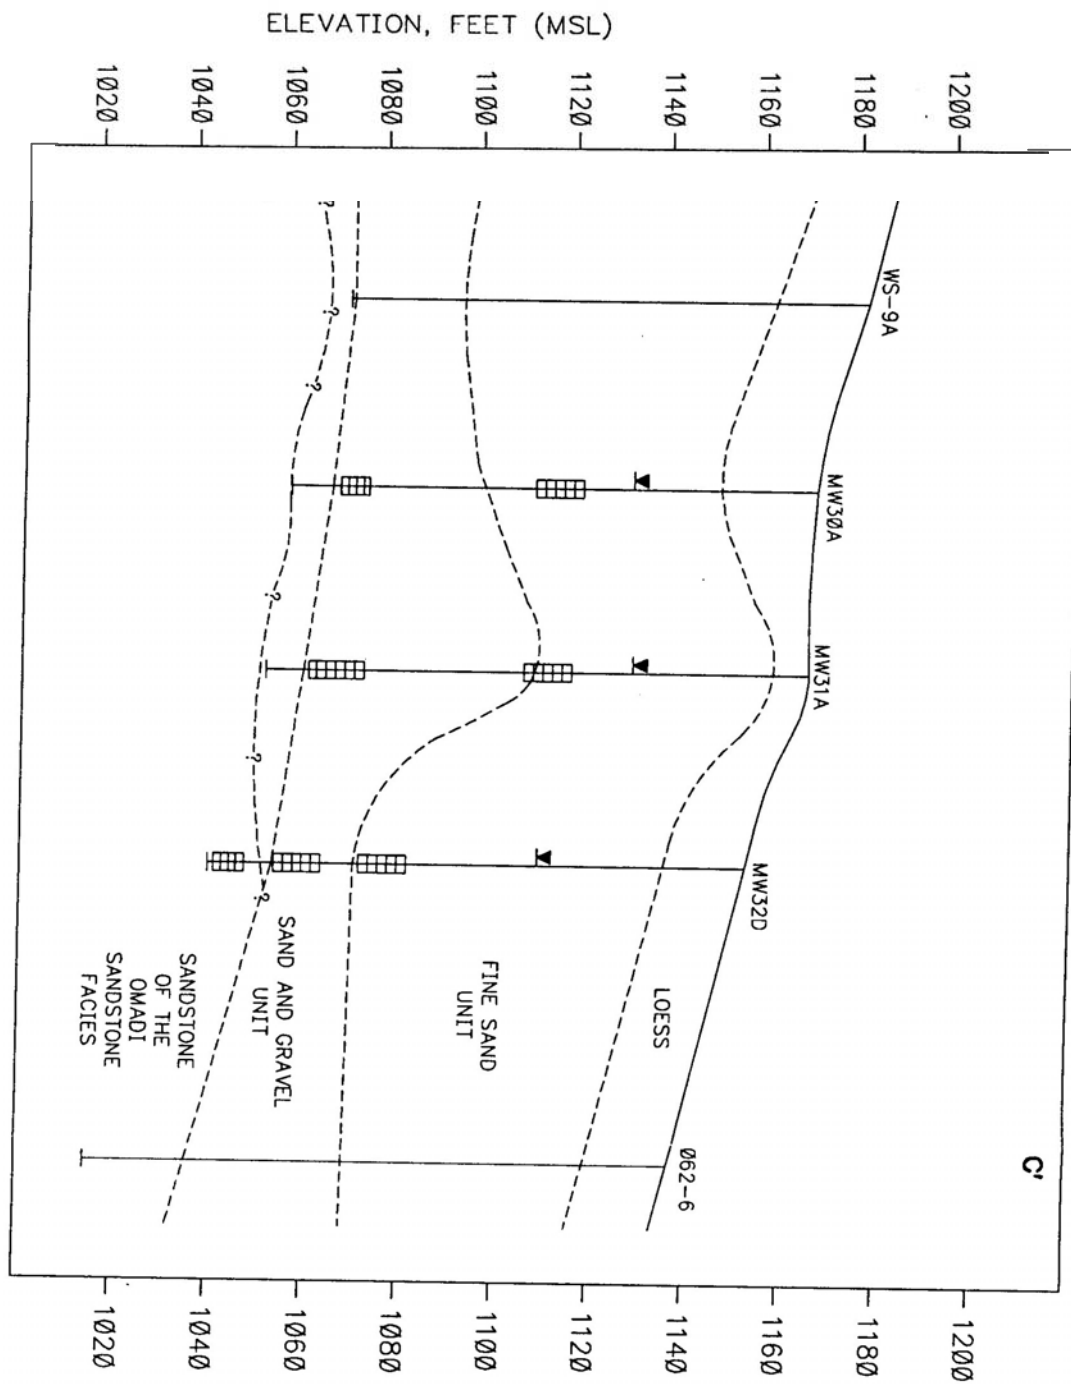 ELEVATION, FEET (MSL)
1200
1180
1160
1140
1120
1100
1080
1060
1040
1020
WS-9A
MW30A
MW31A
MW32D
062-6
C'
LOESS
FINE SAND
UNIT
SAND AND GRAVEL
UNIT
SANDSTONE
OF THE
OMADI
SANDSTONE
FACIES
?
?
?
?
?
?
1200
1180
1160
1140
1120
1100
1080
1060
1040
1020